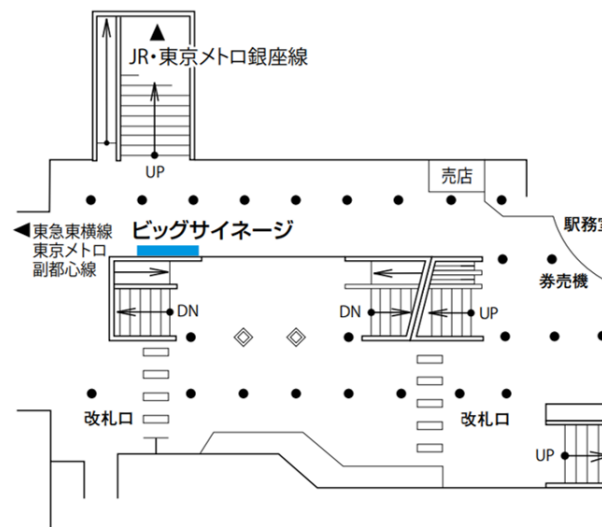 ▲
JR・東京メトロ銀座線
UP
売店
◀東急東横線
東京メトロ
副都心線
ビッグサイネージ
駅務室
券売機
DN
DN
UP
改札口
改札口
UP